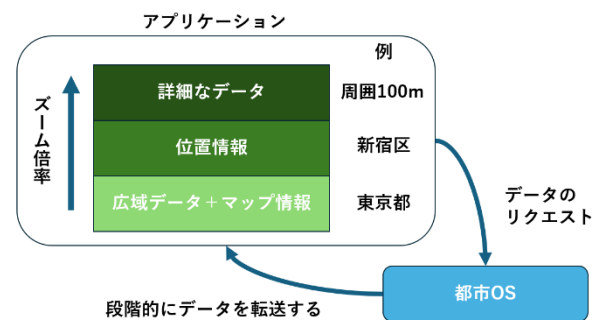 アプリケーション
例
ズーム倍率
詳細なデータ
周囲100m
位置情報
新宿区
広域データ＋マップ情報
東京都
データの
リクエスト
都市OS
段階的にデータを転送する